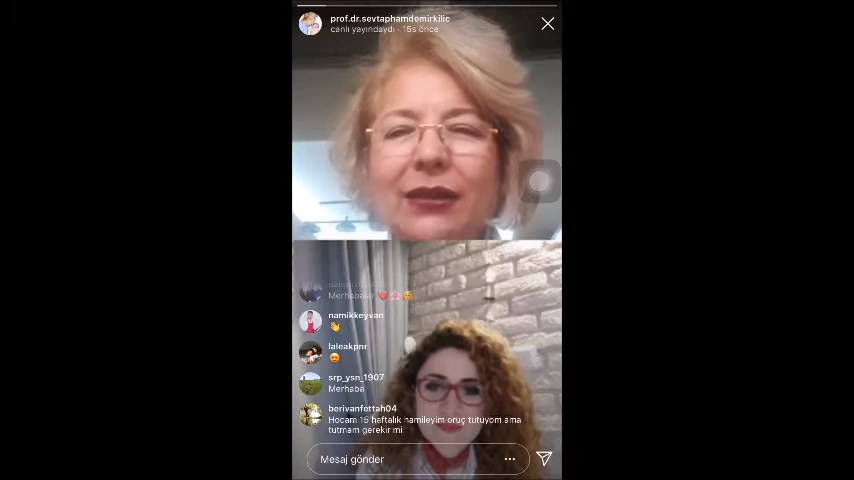 prof.dr.sevtaphamdemirkilic
canlı yayındaydı · 15s önce
Merhabalar
namikkeyvan
laleakpnr
srp_ysn_1907
Merhaba
berivanfettah04
Hocam 15 haftalık hamileyim oruç tutuyom ama
tutmam gerekir mi
Mesaj gönder